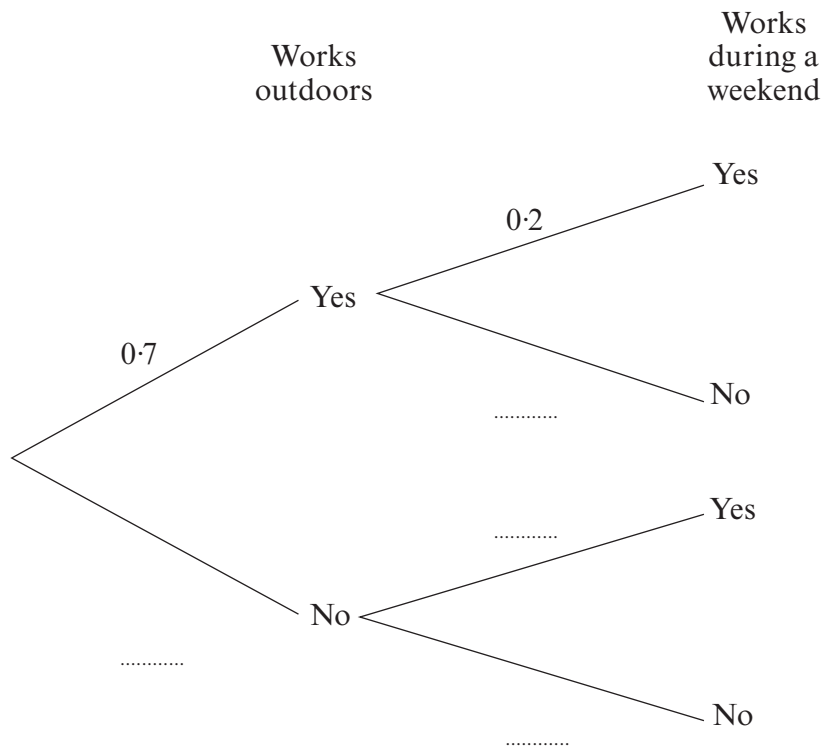 Works
outdoors
Works
during a
weekend
Yes
0·2
Yes
0·7
No
............
Yes
............
No
............
No
............